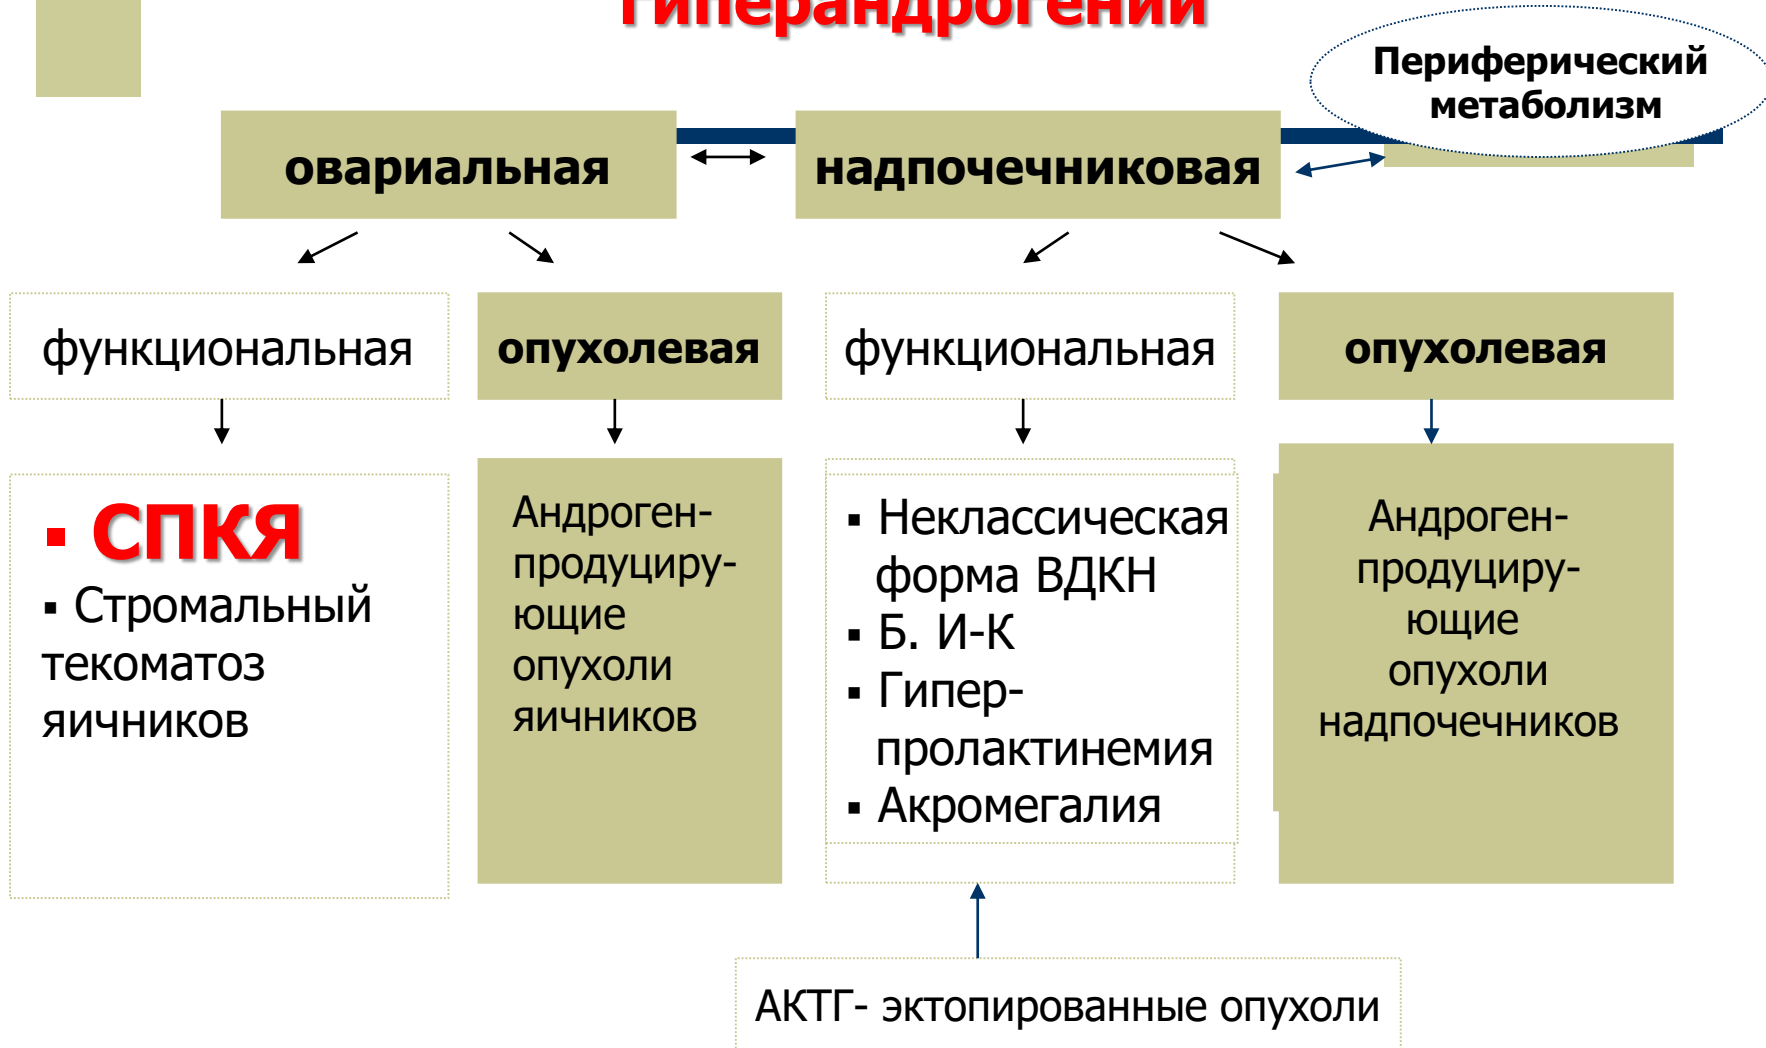 гиперандрогении
Периферический
метаболизм
овариальная
надпочечниковая
функциональная
опухолевая
функциональная
опухолевая
▪ СПКЯ
▪ Стромальный
текоматоз
яичников
Андроген-
продуциру-
ющие
опухоли
яичников
▪ Неклассическая
форма ВДКН
▪ Б. И-К
▪ Гипер-
пролактинемия
▪ Акромегалия
Андроген-
продуциру-
ющие
опухоли
надпочечников
АКТГ- эктопированные опухоли